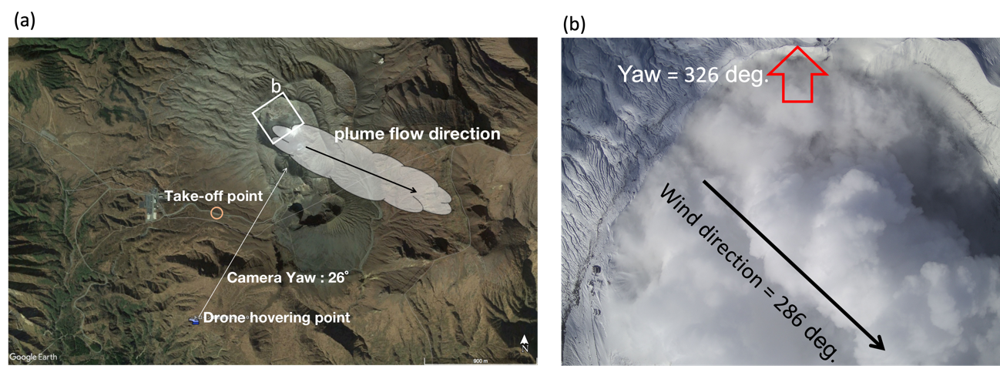 (a)
b
plume flow direction
Take-off point
Camera Yaw : 26°
Drone hovering point
Google Earth
900 m
N
(b)
Yaw = 326 deg.
Wind direction = 286 deg.